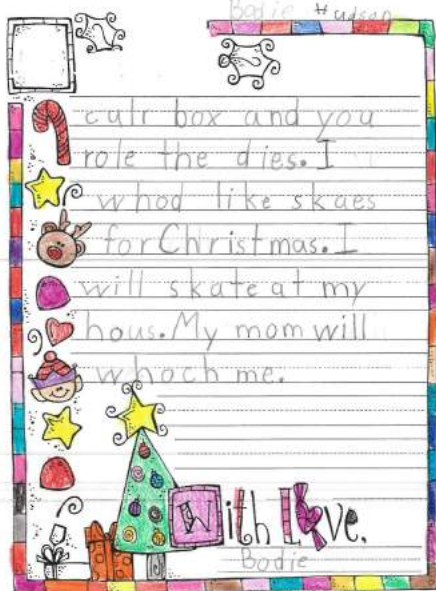 Bodie Hudson
calr box and you
role the dies. I
whod like skaes
for Christmas. I
will skate at my
hous. My mom will
whoch me.
With Love,
Bodie